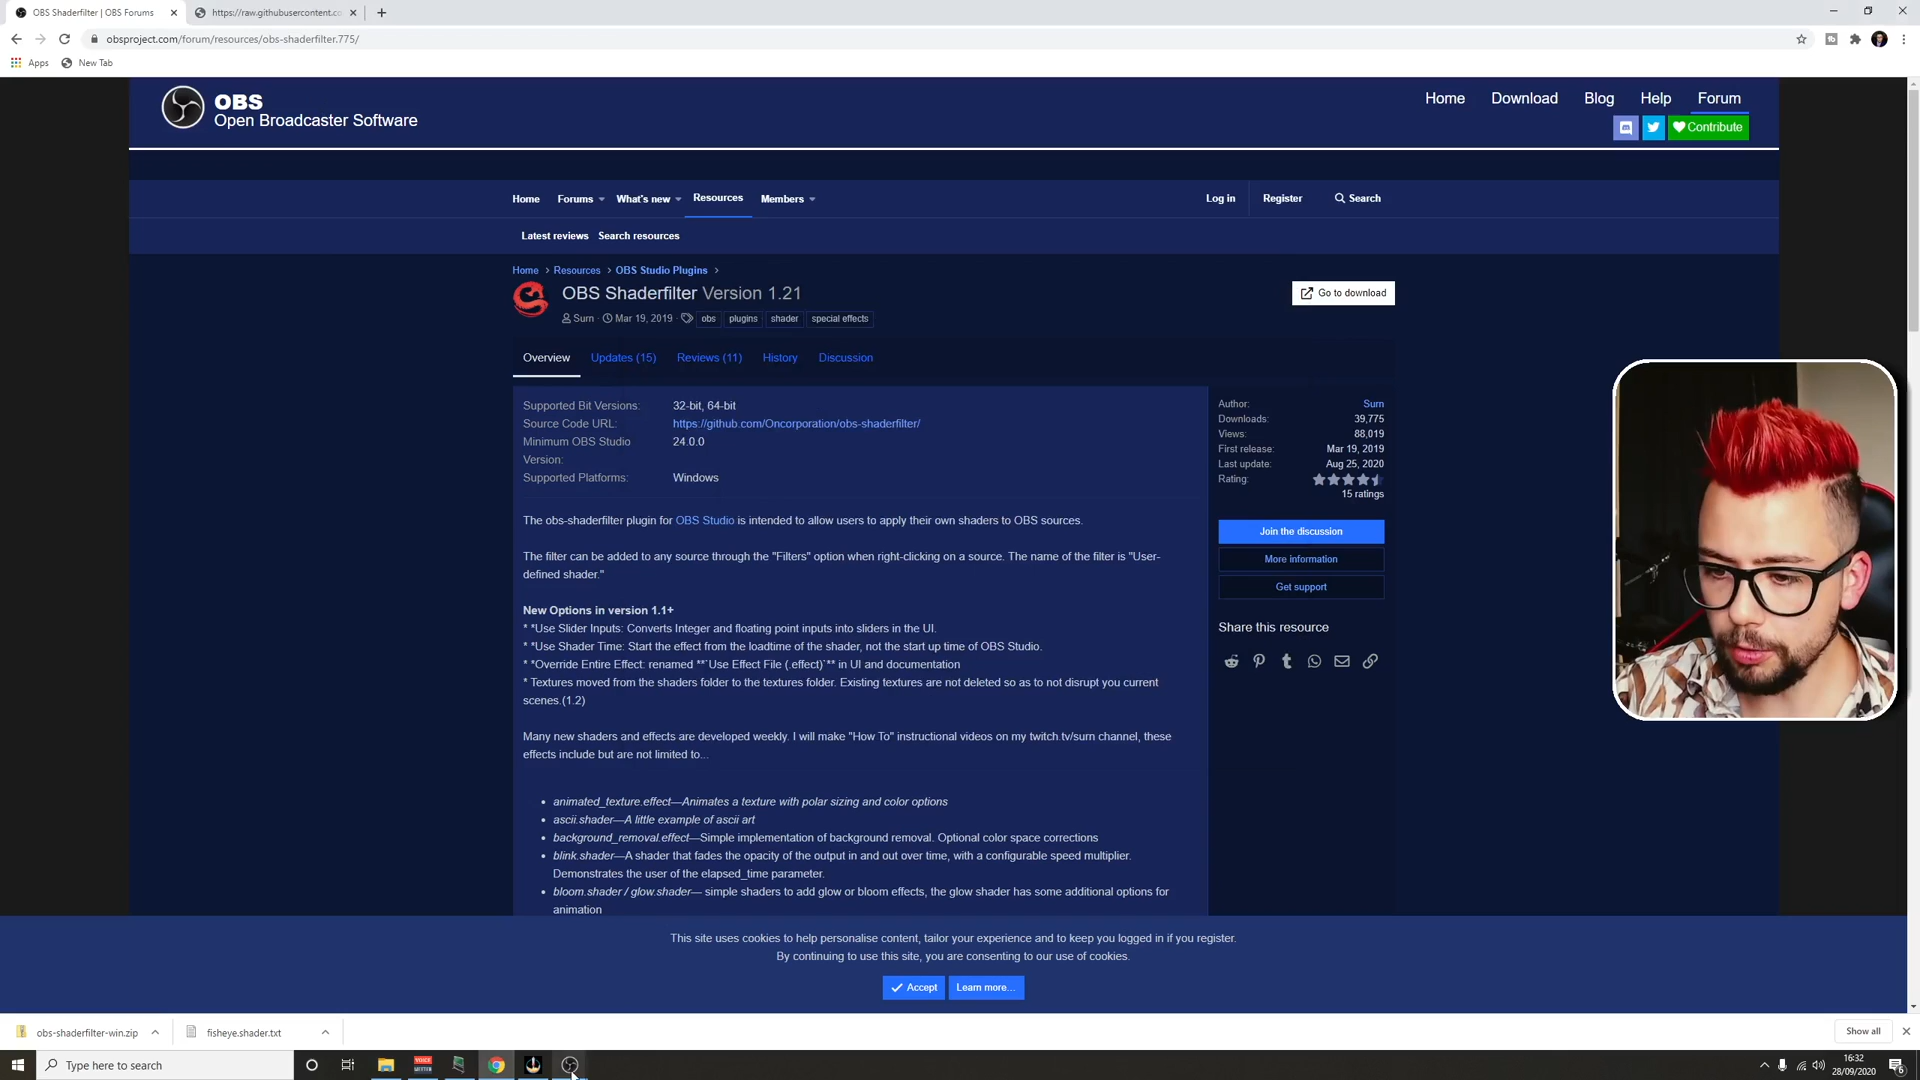 OBS Shaderfilter | OBS Forums
https://raw.githubusercontent.co
obsproject.com/forum/resources/obs-shaderfilter.775/
Apps New Tab
OBS
Open Broadcaster Software
Home Download Blog Help Forum
Contribute
Home Forums What's new Resources Members Log in Register Search
Latest reviews Search resources
Home > Resources > OBS Studio Plugins >
OBS Shaderfilter Version 1.21
Go to download
Surn Mar 19, 2019 obs plugins shader special effects
Overview Updates (15) Reviews (11) History Discussion
Supported Bit Versions: 32-bit, 64-bit
Source Code URL: https://github.com/Oncorporation/obs-shaderfilter/
Minimum OBS Studio 24.0.0
Version:
Supported Platforms: Windows
The obs-shaderfilter plugin for OBS Studio is intended to allow users to apply their own shaders to OBS sources.
The filter can be added to any source through the "Filters" option when right-clicking on a source. The name of the filter is "User-
defined shader."
New Options in version 1.1+
* *Use Slider Inputs: Converts Integer and floating point inputs into sliders in the UI.
* *Use Shader Time: Start the effect from the loadtime of the shader, not the start up time of OBS Studio.
* *Override Entire Effect: renamed **`Use Effect File (.effect)`** in UI and documentation
* Textures moved from the shaders folder to the textures folder. Existing textures are not deleted so as to not disrupt you current
scenes.(1.2)
Many new shaders and effects are developed weekly. I will make "How To" instructional videos on my twitch.tv/surn channel, these
effects include but are not limited to...
• animated_texture.effect—Animates a texture with polar sizing and color options
• ascii.shader—A little example of ascii art
• background_removal.effect—Simple implementation of background removal. Optional color space corrections
• blink.shader—A shader that fades the opacity of the output in and out over time, with a configurable speed multiplier.
Demonstrates the user of the elapsed_time parameter.
• bloom.shader / glow.shader— simple shaders to add glow or bloom effects, the glow shader has some additional options for
animation
Author: Surn
Downloads: 39,775
Views: 88,019
First release: Mar 19, 2019
Last update: Aug 25, 2020
Rating:
15 ratings
Join the discussion
More information
Get support
Share this resource
This site uses cookies to help personalise content, tailor your experience and to keep you logged in if you register.
By continuing to use this site, you are consenting to our use of cookies.
Accept Learn more...
obs-shaderfilter-win.zip fisheye.shader.txt Show all
Type here to search
VOICE
16:32
28/09/2020
6